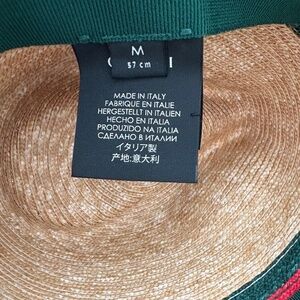 M
57 cm
MADE IN ITALY
FABRIQUE EN ITALIE
HERGESTELLT IN ITALIEN
HECHO EN ITALIA
PRODUZIDO NA ITALIA
СДЕЛАНО В ИТАЛИИ
イタリア製
产地:意大利